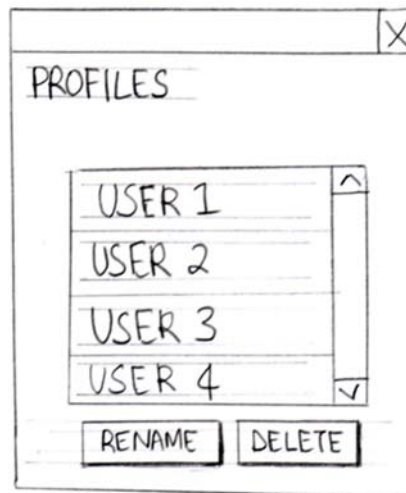 X
PROFILES
USER 1
USER 2
USER 3
USER 4
RENAME DELETE